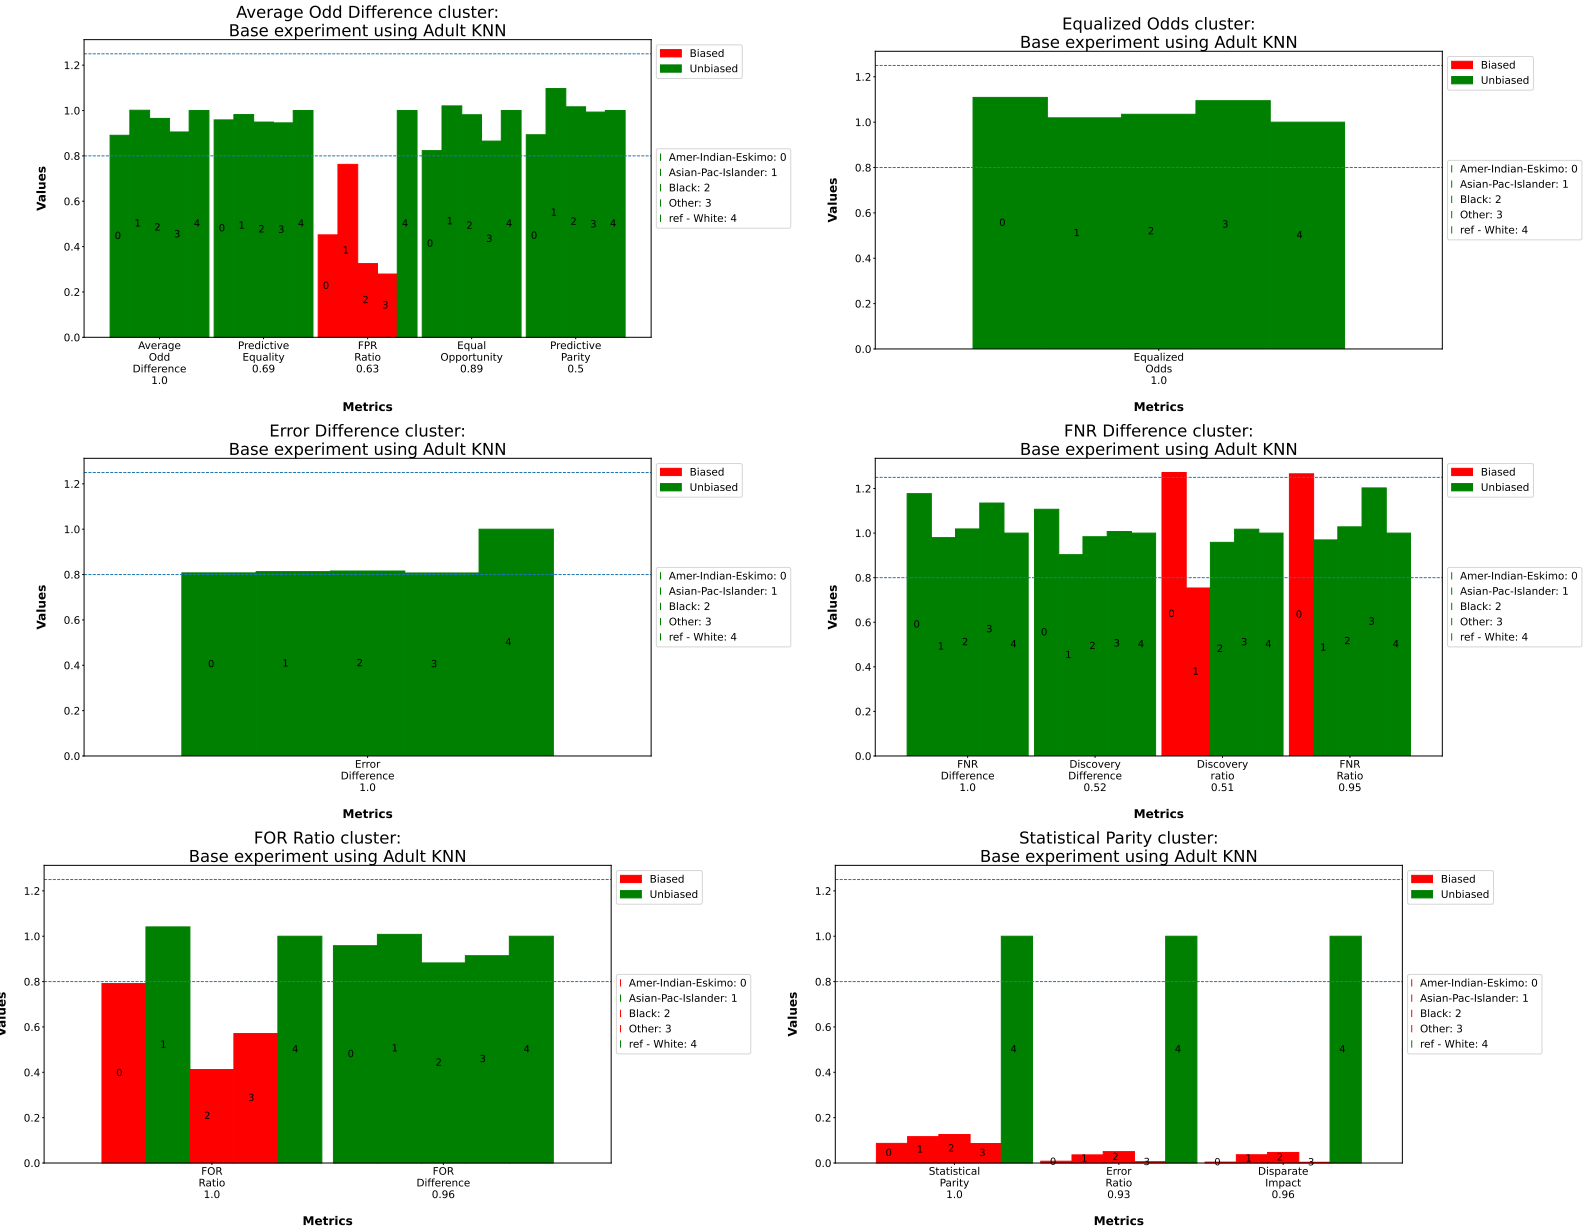 Average Odd Difference cluster:
Base experiment using Adult KNN
Values
1.2
1.0
0.8
0.6
0.4
0.2
0.0
0 1 2 3 4
0 1 2 3 4
0 1 2 3 4
0 1 2 3 4
0 1 2 3 4
Average
Odd
Difference
1.0
Predictive
Equality
0.69
FPR
Ratio
0.63
Equal
Opportunity
0.89
Predictive
Parity
0.5
Metrics
Biased
Unbiased
Amer-Indian-Eskimo: 0
Asian-Pac-Islander: 1
Black: 2
Other: 3
ref - White: 4
Equalized Odds cluster:
Base experiment using Adult KNN
Values
1.2
1.0
0.8
0.6
0.4
0.2
0.0
0 1 2 3 4
Equalized
Odds
1.0
Metrics
Biased
Unbiased
Amer-Indian-Eskimo: 0
Asian-Pac-Islander: 1
Black: 2
Other: 3
ref - White: 4
Error Difference cluster:
Base experiment using Adult KNN
Values
1.2
1.0
0.8
0.6
0.4
0.2
0.0
0 1 2 3 4
Error
Difference
1.0
Metrics
Biased
Unbiased
Amer-Indian-Eskimo: 0
Asian-Pac-Islander: 1
Black: 2
Other: 3
ref - White: 4
FNR Difference cluster:
Base experiment using Adult KNN
Values
1.2
1.0
0.8
0.6
0.4
0.2
0.0
0 1 2 3 4
0 1 2 3 4
0 1 2 3 4
0 1 2 3 4
FNR
Difference
1.0
Discovery
Difference
0.52
Discovery
ratio
0.51
FNR
Ratio
0.95
Metrics
Biased
Unbiased
Amer-Indian-Eskimo: 0
Asian-Pac-Islander: 1
Black: 2
Other: 3
ref - White: 4
FOR Ratio cluster:
Base experiment using Adult KNN
Values
1.2
1.0
0.8
0.6
0.4
0.2
0.0
0 1 2 3 4
0 1 2 3 4
FOR
Ratio
1.0
FOR
Difference
0.96
Metrics
Biased
Unbiased
Amer-Indian-Eskimo: 0
Asian-Pac-Islander: 1
Black: 2
Other: 3
ref - White: 4
Statistical Parity cluster:
Base experiment using Adult KNN
Values
1.2
1.0
0.8
0.6
0.4
0.2
0.0
0 1 2 3 4
0 1 2 3 4
0 1 2 3 4
Statistical
Parity
1.0
Error
Ratio
0.93
Disparate
Impact
0.96
Metrics
Biased
Unbiased
Amer-Indian-Eskimo: 0
Asian-Pac-Islander: 1
Black: 2
Other: 3
ref - White: 4